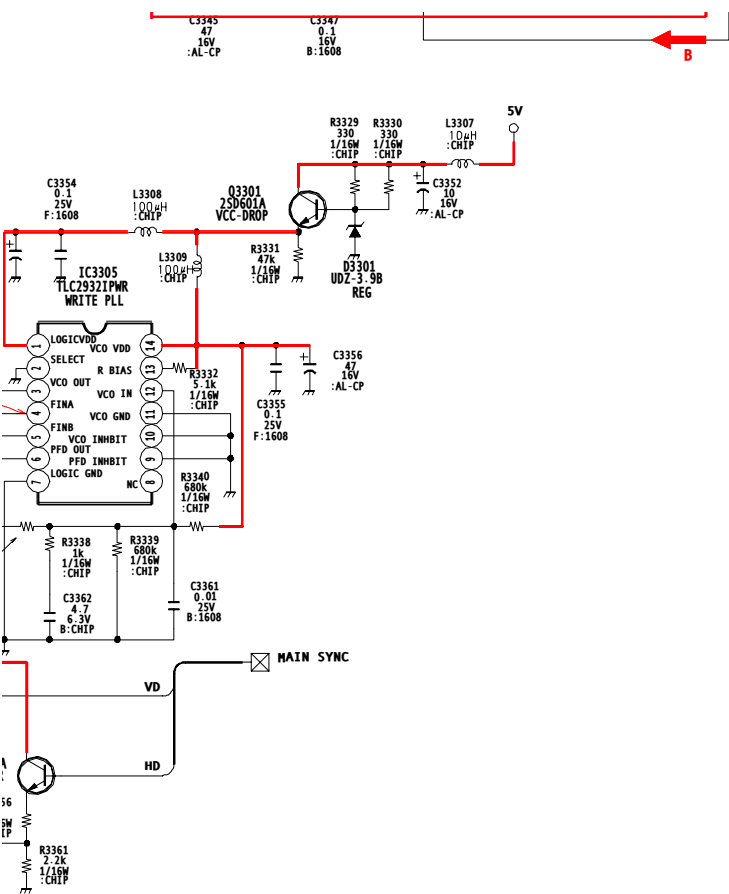 C3345
47
16V
:AL-CP
C3347
0.1
16V
B:1608
B
5V
R3329
330
1/16W
:CHIP
R3330
330
1/16W
:CHIP
L3307
10µH
:CHIP
C3354
0.1
25V
F:1608
L3308
100µH
:CHIP
Q3301
2SD601A
VCC-DROP
C3352
10
16V
:AL-CP
+
+
L3309
100µH
:CHIP
R3331
47k
1/16W
:CHIP
D3301
UDZ-3.9B
REG
IC3305
TLC2932IPWR
WRITE PLL
1 LOGICVDD
VCO VDD 14
2 SELECT
R BIAS 13
3 VCO OUT
VCO IN 12
4 FINA
VCO GND 11
5 FINB
VCO INHBIT 10
6 PFD OUT
PFD INHBIT 9
7 LOGIC GND
NC 8
R3332
5.1k
1/16W
:CHIP
C3355
0.1
25V
F:1608
+
C3356
47
16V
:AL-CP
R3340
680k
1/16W
:CHIP
R3338
1k
1/16W
:CHIP
R3339
680k
1/16W
:CHIP
C3362
4.7
6.3V
B:CHIP
C3361
0.01
25V
B:1608
MAIN SYNC
VD
HD
A
56
6W
IP
R3361
2.2k
1/16W
:CHIP